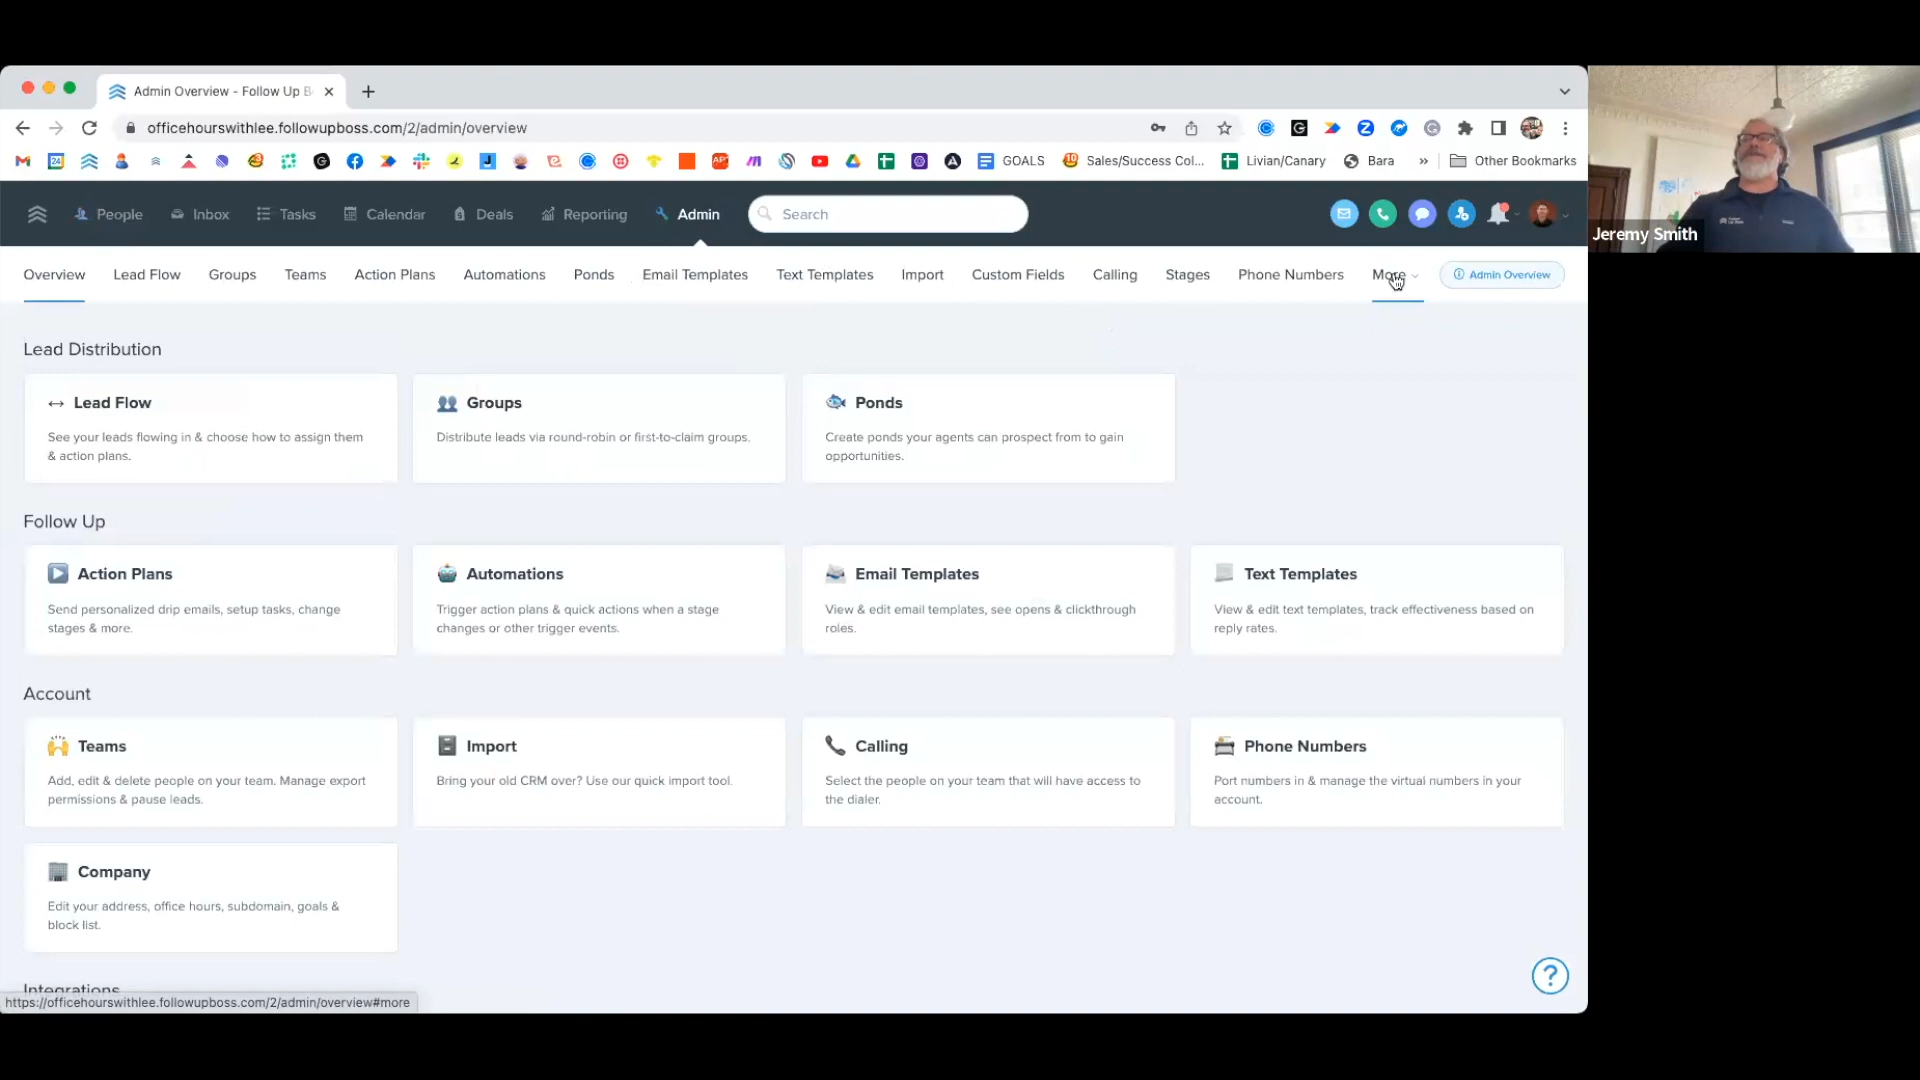 Admin Overview - Follow Up B
officehourswithlee.followupboss.com/2/admin/overview
GOALS
Sales/Success Col...
Livian/Canary
Bara
»
Other Bookmarks
People
Inbox
Tasks
Calendar
Deals
Reporting
Admin
Search
Overview
Lead Flow
Groups
Teams
Action Plans
Automations
Ponds
Email Templates
Text Templates
Import
Custom Fields
Calling
Stages
Phone Numbers
More
Admin Overview
Jeremy Smith
Lead Distribution
Lead Flow
See your leads flowing in & choose how to assign them
& action plans.
Groups
Distribute leads via round-robin or first-to-claim groups.
Ponds
Create ponds your agents can prospect from to gain
opportunities.
Follow Up
Action Plans
Send personalized drip emails, setup tasks, change
stages & more.
Automations
Trigger action plans & quick actions when a stage
changes or other trigger events.
Email Templates
View & edit email templates, see opens & clickthrough
roles.
Text Templates
View & edit text templates, track effectiveness based on
reply rates.
Account
Teams
Add, edit & delete people on your team. Manage export
permissions & pause leads.
Import
Bring your old CRM over? Use our quick import tool.
Calling
Select the people on your team that will have access to
the dialer.
Phone Numbers
Port numbers in & manage the virtual numbers in your
account.
Company
Edit your address, office hours, subdomain, goals &
block list.
Integrations
https://officehourswithlee.followupboss.com/2/admin/overview#more
?